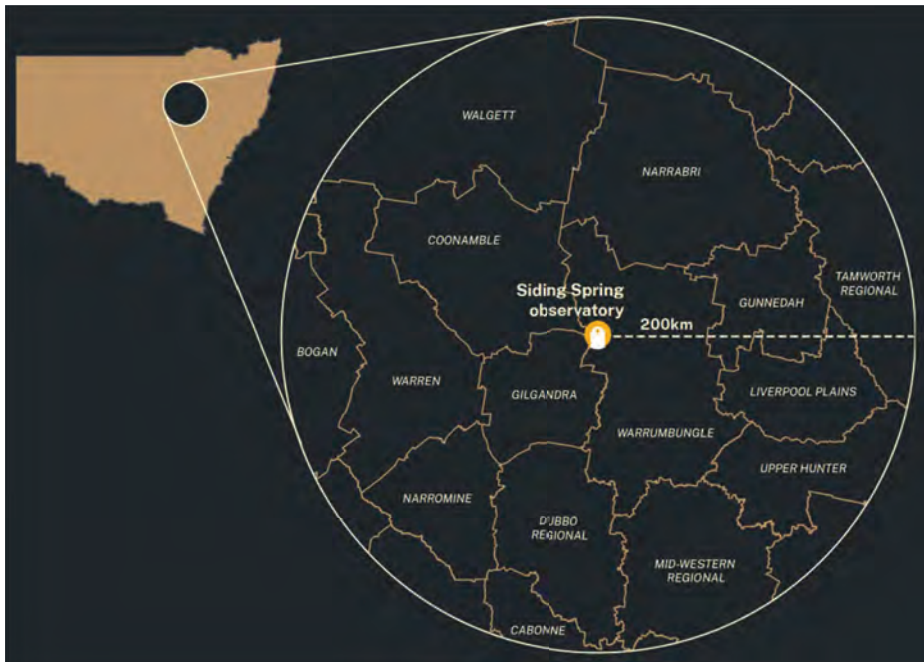 WALGETT
NARRABRI
COONAMBLE
TAMWORTH
REGIONAL
Siding Spring
observatory
GUNNEDAH
200km
BOGAN
WARREN
GILGANDRA
LIVERPOOL PLAINS
WARRUMBUNGLE
UPPER HUNTER
NARROMINE
DUBBO
REGIONAL
MID-WESTERN
REGIONAL
CABONNE